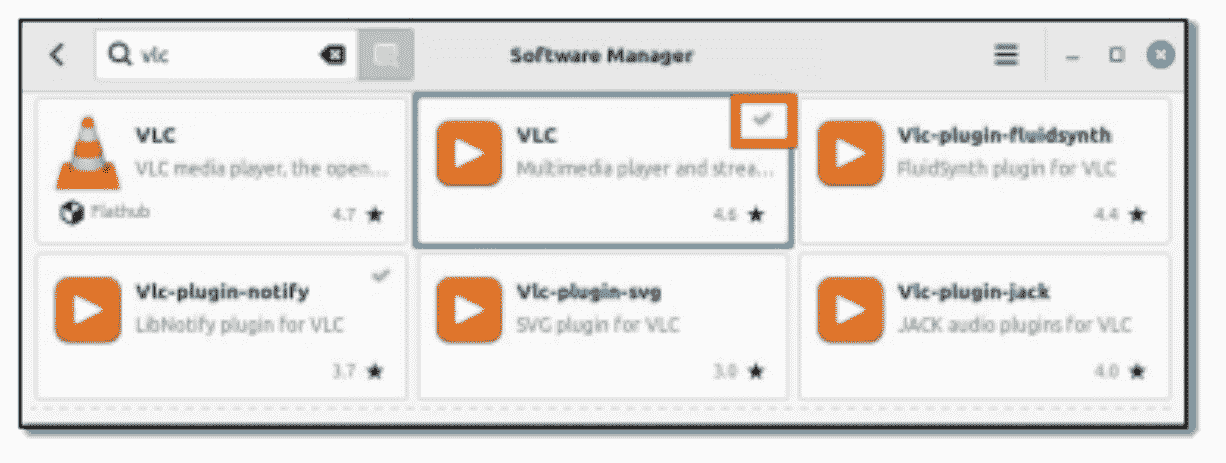 vlc
Software Manager
VLC
VLC media player, the open...
Flathub
4.7 ★
VLC
Multimedia player and strea...
4.6 ★
Vlc-plugin-fluidsynth
FluidSynth plugin for VLC
4.4 ★
Vlc-plugin-notify
LibNotify plugin for VLC
3.7 ★
Vlc-plugin-svg
SVG plugin for VLC
3.0 ★
Vlc-plugin-jack
JACK audio plugins for VLC
4.0 ★